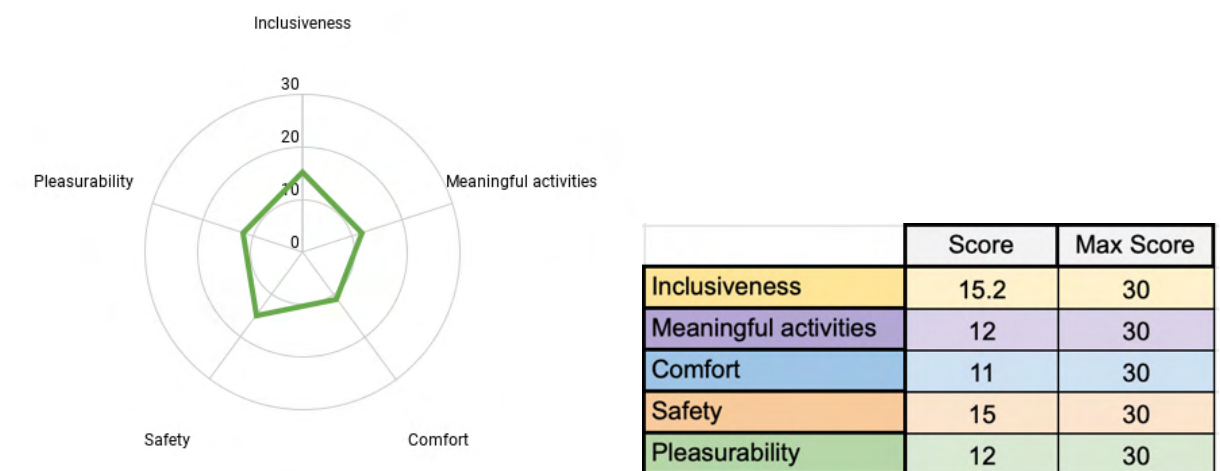 Inclusiveness
30
20
10
0
Pleasurability
Meaningful activities
Safety
Comfort
Score Max Score
Inclusiveness 15.2 30
Meaningful activities 12 30
Comfort 11 30
Safety 15 30
Pleasurability 12 30